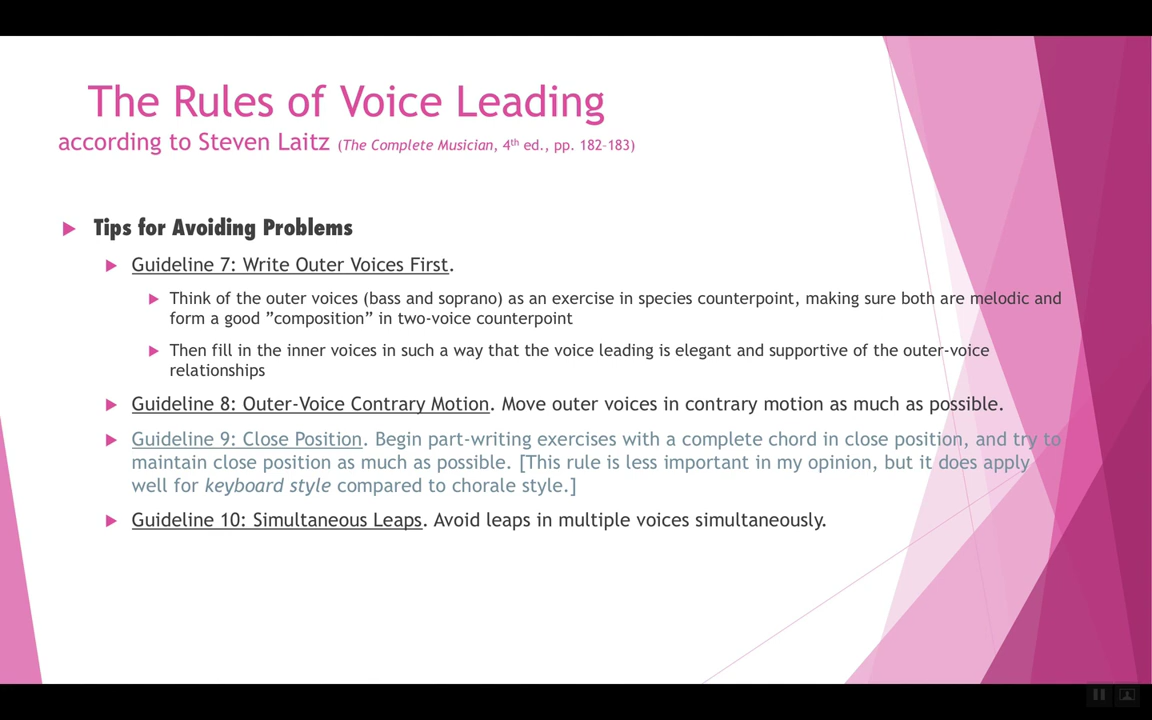 The Rules of Voice Leading
according to Steven Laitz (The Complete Musician, 4th ed., pp. 182-183)
Tips for Avoiding Problems
Guideline 7: Write Outer Voices First.
Think of the outer voices (bass and soprano) as an exercise in species counterpoint, making sure both are melodic and
form a good ”composition” in two-voice counterpoint
Then fill in the inner voices in such a way that the voice leading is elegant and supportive of the outer-voice
relationships
Guideline 8: Outer-Voice Contrary Motion. Move outer voices in contrary motion as much as possible.
Guideline 9: Close Position. Begin part-writing exercises with a complete chord in close position, and try to
maintain close position as much as possible. [This rule is less important in my opinion, but it does apply
well for keyboard style compared to chorale style.]
Guideline 10: Simultaneous Leaps. Avoid leaps in multiple voices simultaneously.